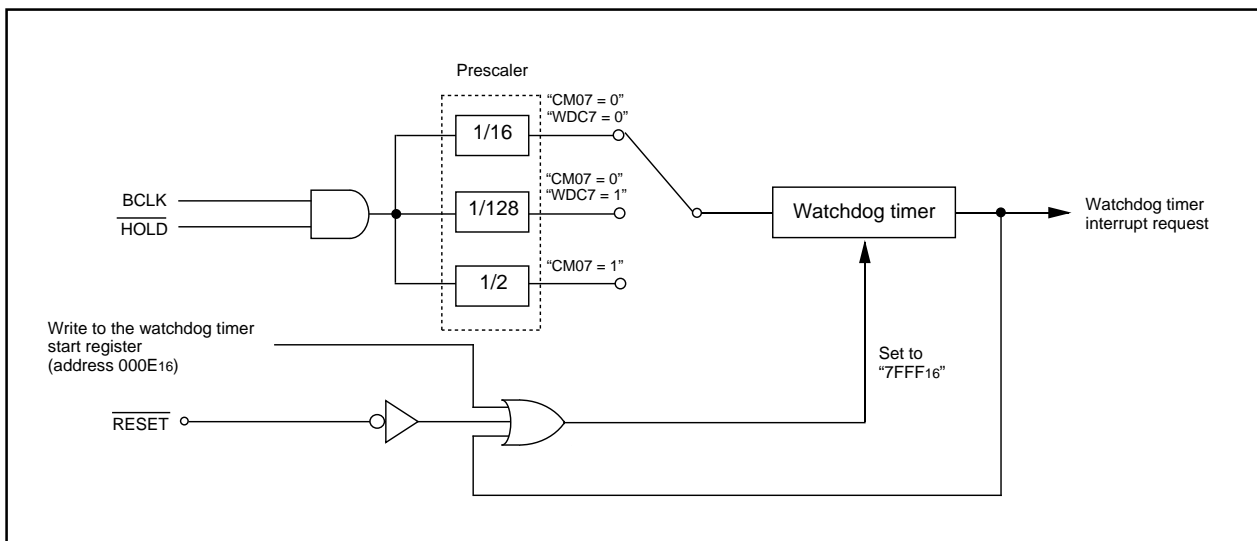 Prescaler
“CM07 = 0”
“WDC7 = 0”
1/16
“CM07 = 0”
“WDC7 = 1”
BCLK
HOLD
1/128
Watchdog timer
Watchdog timer
interrupt request
“CM07 = 1”
1/2
Write to the watchdog timer
start register
(address 000E16)
Set to
“7FFF16”
RESET